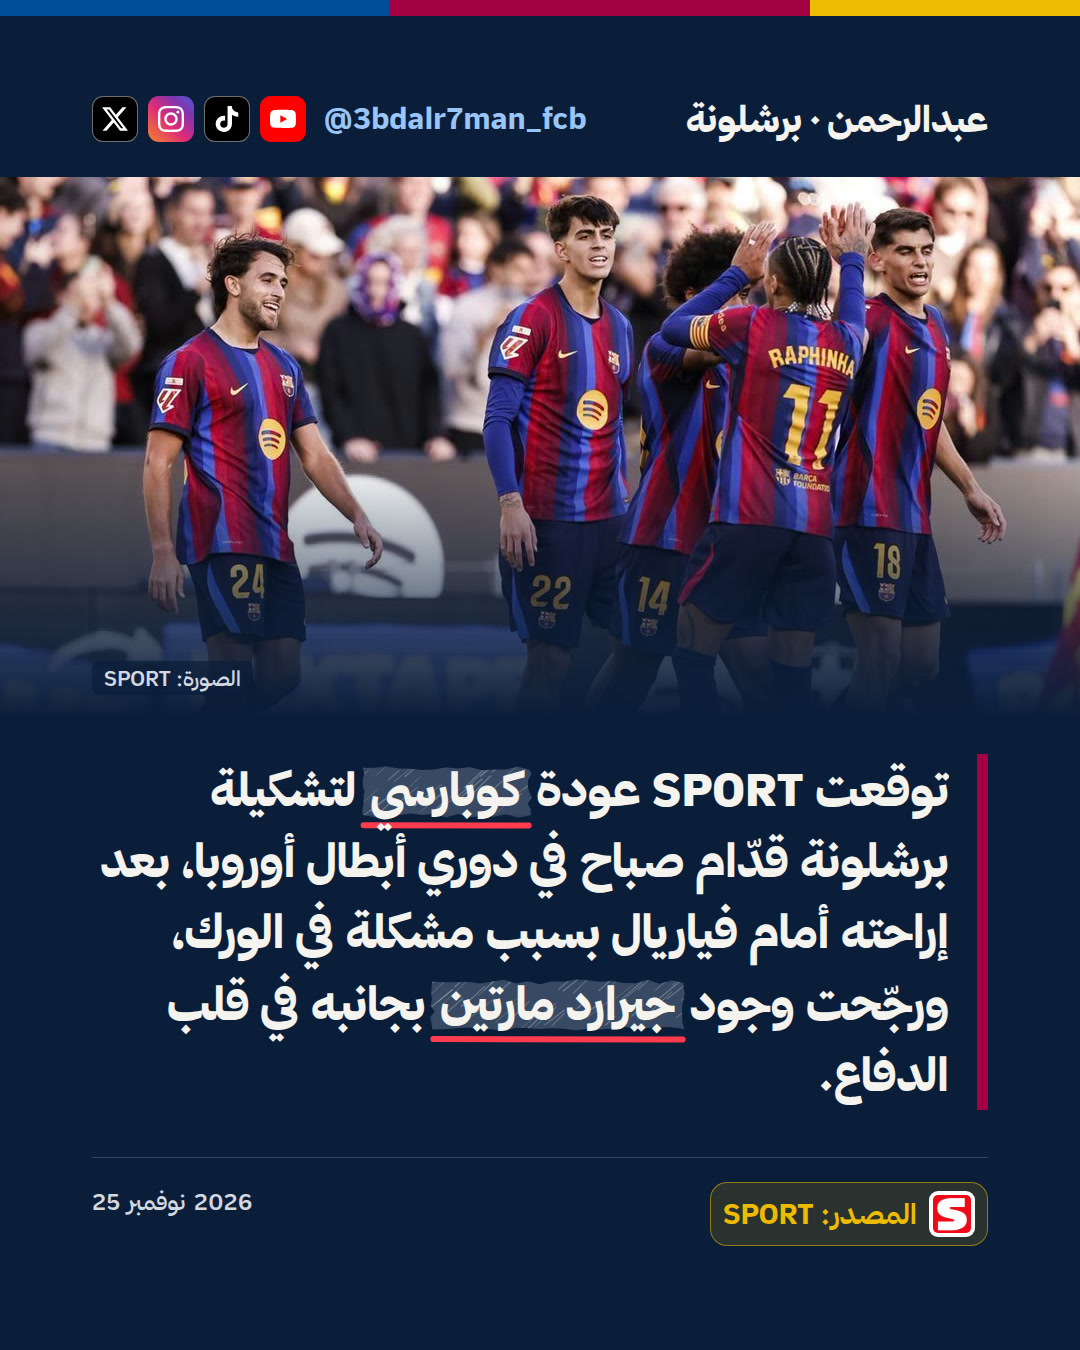 عبدالرحمن · برشلونة
@3bdalr7man_fcb
RAPHINHA
11
BARÇA
FOUNDATION
24
22
14
18
الصورة: SPORT
توقعت SPORT عودة كوبارسي لتشكيلة
برشلونة قدّام صباح في دوري أبطال أوروبا، بعد
إراحته أمام فياريال بسبب مشكلة في الورك،
ورجّحت وجود جيرارد مارتين بجانبه في قلب
الدفاع.
المصدر: SPORT
25 نوفمبر 2026